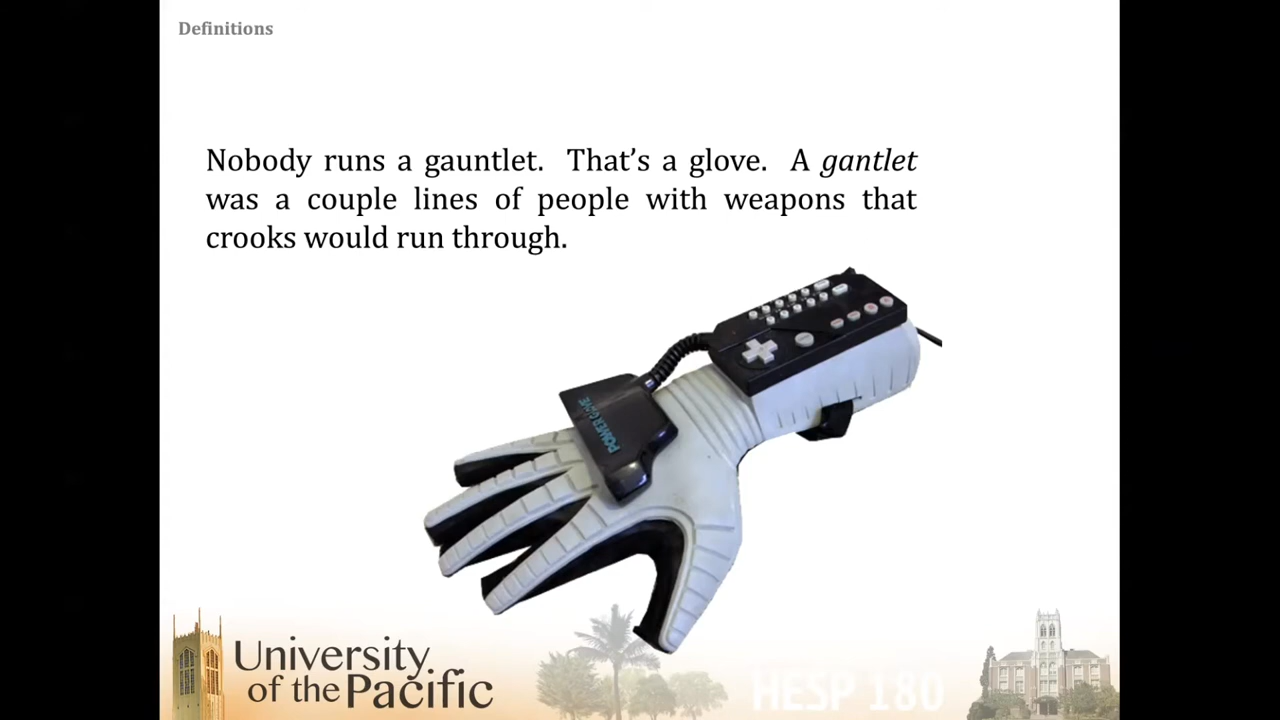 Definitions
Nobody runs a gauntlet. That’s a glove. A gantlet
was a couple lines of people with weapons that
crooks would run through.
POWER GLOVE
University
of the Pacific
HESP 180